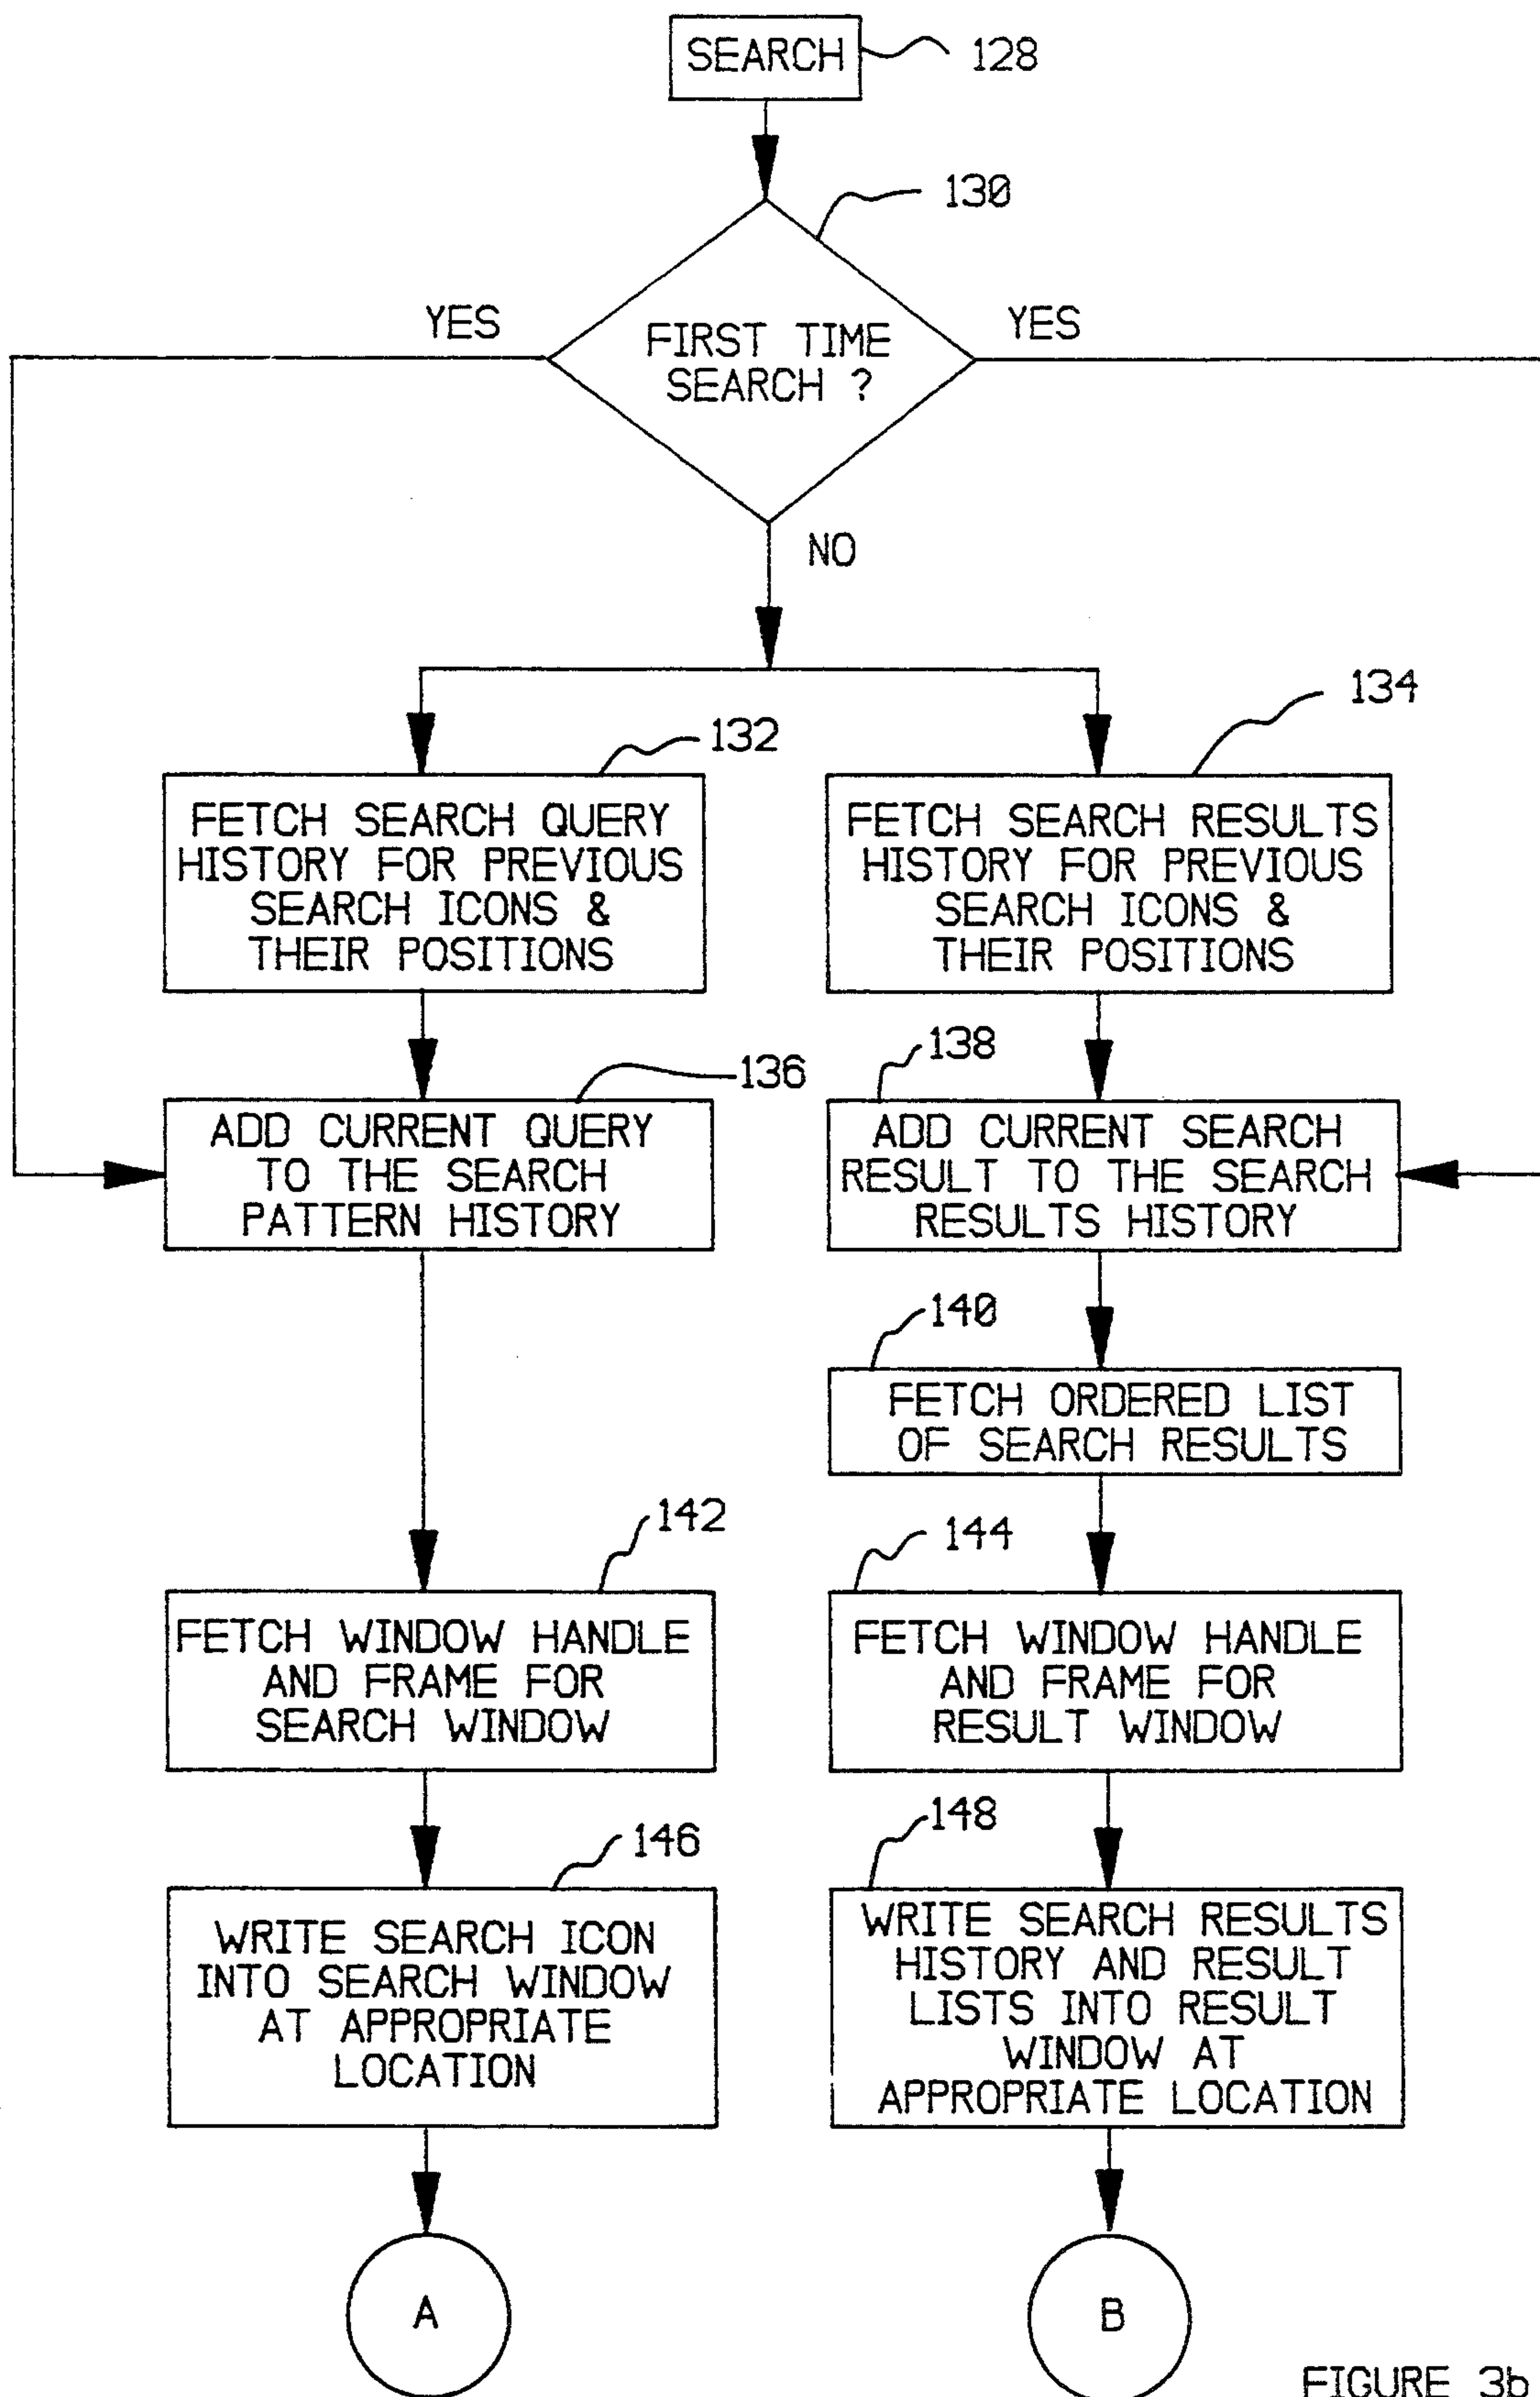 SEARCH
128
130
YES
YES
FIRST TIME
SEARCH ?
NO
132
134
FETCH SEARCH QUERY
HISTORY FOR PREVIOUS
SEARCH ICONS &
THEIR POSITIONS
FETCH SEARCH RESULTS
HISTORY FOR PREVIOUS
SEARCH ICONS &
THEIR POSITIONS
136
138
ADD CURRENT QUERY
TO THE SEARCH
PATTERN HISTORY
ADD CURRENT SEARCH
RESULT TO THE SEARCH
RESULTS HISTORY
140
FETCH ORDERED LIST
OF SEARCH RESULTS
142
144
FETCH WINDOW HANDLE
AND FRAME FOR
SEARCH WINDOW
FETCH WINDOW HANDLE
AND FRAME FOR
RESULT WINDOW
146
148
WRITE SEARCH ICON
INTO SEARCH WINDOW
AT APPROPRIATE
LOCATION
WRITE SEARCH RESULTS
HISTORY AND RESULT
LISTS INTO RESULT
WINDOW AT
APPROPRIATE LOCATION
A
B
FIGURE 3b